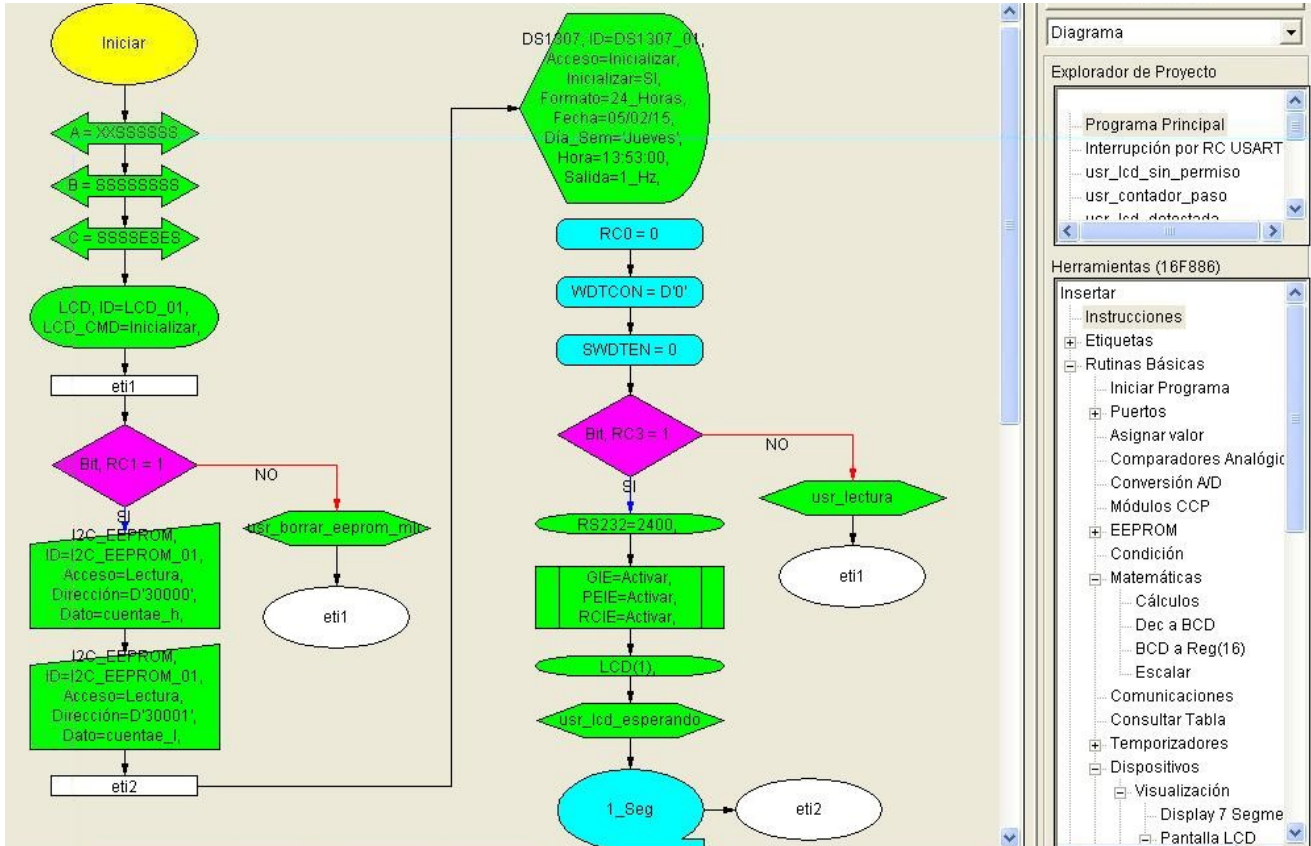 Iniciar
A = XXSSSSSS
B = SSSSSSSS
C = SSSSESES
LCD, ID=LCD_01,
LCD_CMD=Inicializar,
eti1
Bit, RC1 = 1
NO
SI
usr_borrar_eeprom_mic
eti1
I2C_EEPROM,
ID=I2C_EEPROM_01,
Acceso=Lectura,
Dirección=D'30000',
Dato=cuentae_h,
I2C_EEPROM,
ID=I2C_EEPROM_01,
Acceso=Lectura,
Dirección=D'30001',
Dato=cuentae_l,
eti2
DS1307, ID=DS1307_01,
Acceso=Inicializar,
Inicializar=SI,
Formato=24_Horas,
Fecha=05/02/15,
Día_Sem='Jueves',
Hora=13:53:00,
Salida=1_Hz,
RC0 = 0
WDTCON = D'0'
SWDTEN = 0
Bit, RC3 = 1
NO
SI
usr_lectura
eti1
RS232=2400,
GIE=Activar,
PEIE=Activar,
RCIE=Activar,
LCD(1),
usr_lcd_esperando
1_Seg
eti2
Diagrama
Explorador de Proyecto
Programa Principal
Interrupción por RC USART
usr_lcd_sin_permiso
usr_contador_paso
usr_lcd_detectada
Herramientas (16F886)
Insertar
Instrucciones
Etiquetas
Rutinas Básicas
Iniciar Programa
Puertos
Asignar valor
Comparadores Analógic
Conversión A/D
Módulos CCP
EEPROM
Condición
Matemáticas
Cálculos
Dec a BCD
BCD a Reg(16)
Escalar
Comunicaciones
Consultar Tabla
Temporizadores
Dispositivos
Visualización
Display 7 Segme
Pantalla LCD